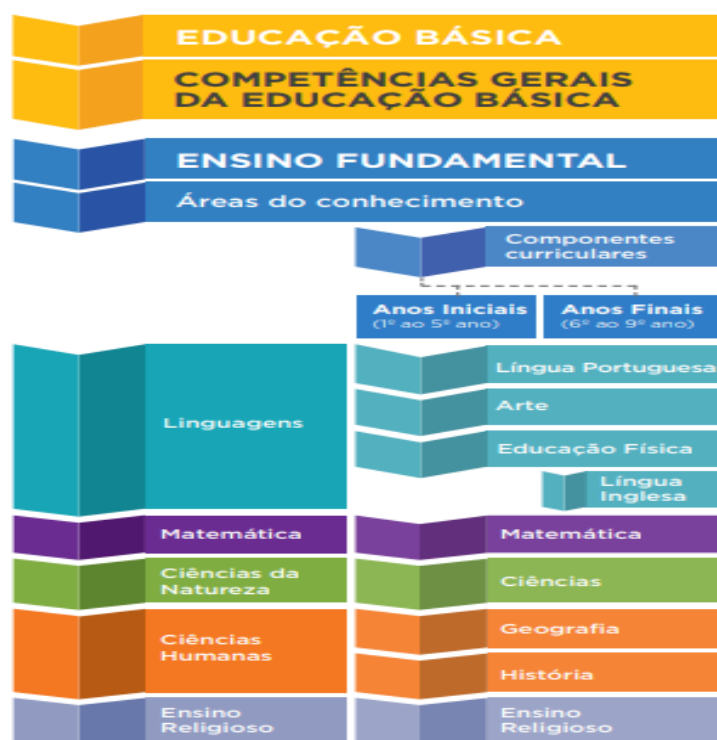 EDUCAÇÃO BÁSICA
COMPETÊNCIAS GERAIS
DA EDUCAÇÃO BÁSICA
ENSINO FUNDAMENTAL
Áreas do conhecimento
Componentes
curriculares
Anos Iniciais
(1º ao 5º ano)
Anos Finais
(6º ao 9º ano)
Linguagens
Língua Portuguesa
Arte
Educação Física
Língua
Inglesa
Matemática
Matemática
Ciências da
Natureza
Ciências
Ciências
Humanas
Geografia
História
Ensino
Religioso
Ensino
Religioso